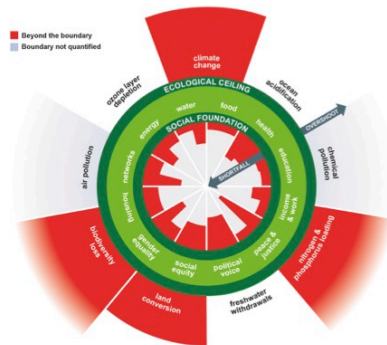 Beyond the boundary
Boundary not quantified
climate
change
ozone layer
depletion
ocean
acidification
ECOLOGICAL CEILING
water
food
energy
SOCIAL FOUNDATION
health
OVERSHOOT
air pollution
networks
SHORTFALL
education
chemical
pollution
housing
income
& work
gender
equality
social
equity
political
voice
peace &
justice
biodiversity
loss
land
conversion
freshwater
withdrawals
nitrogen &
phosphorus loading